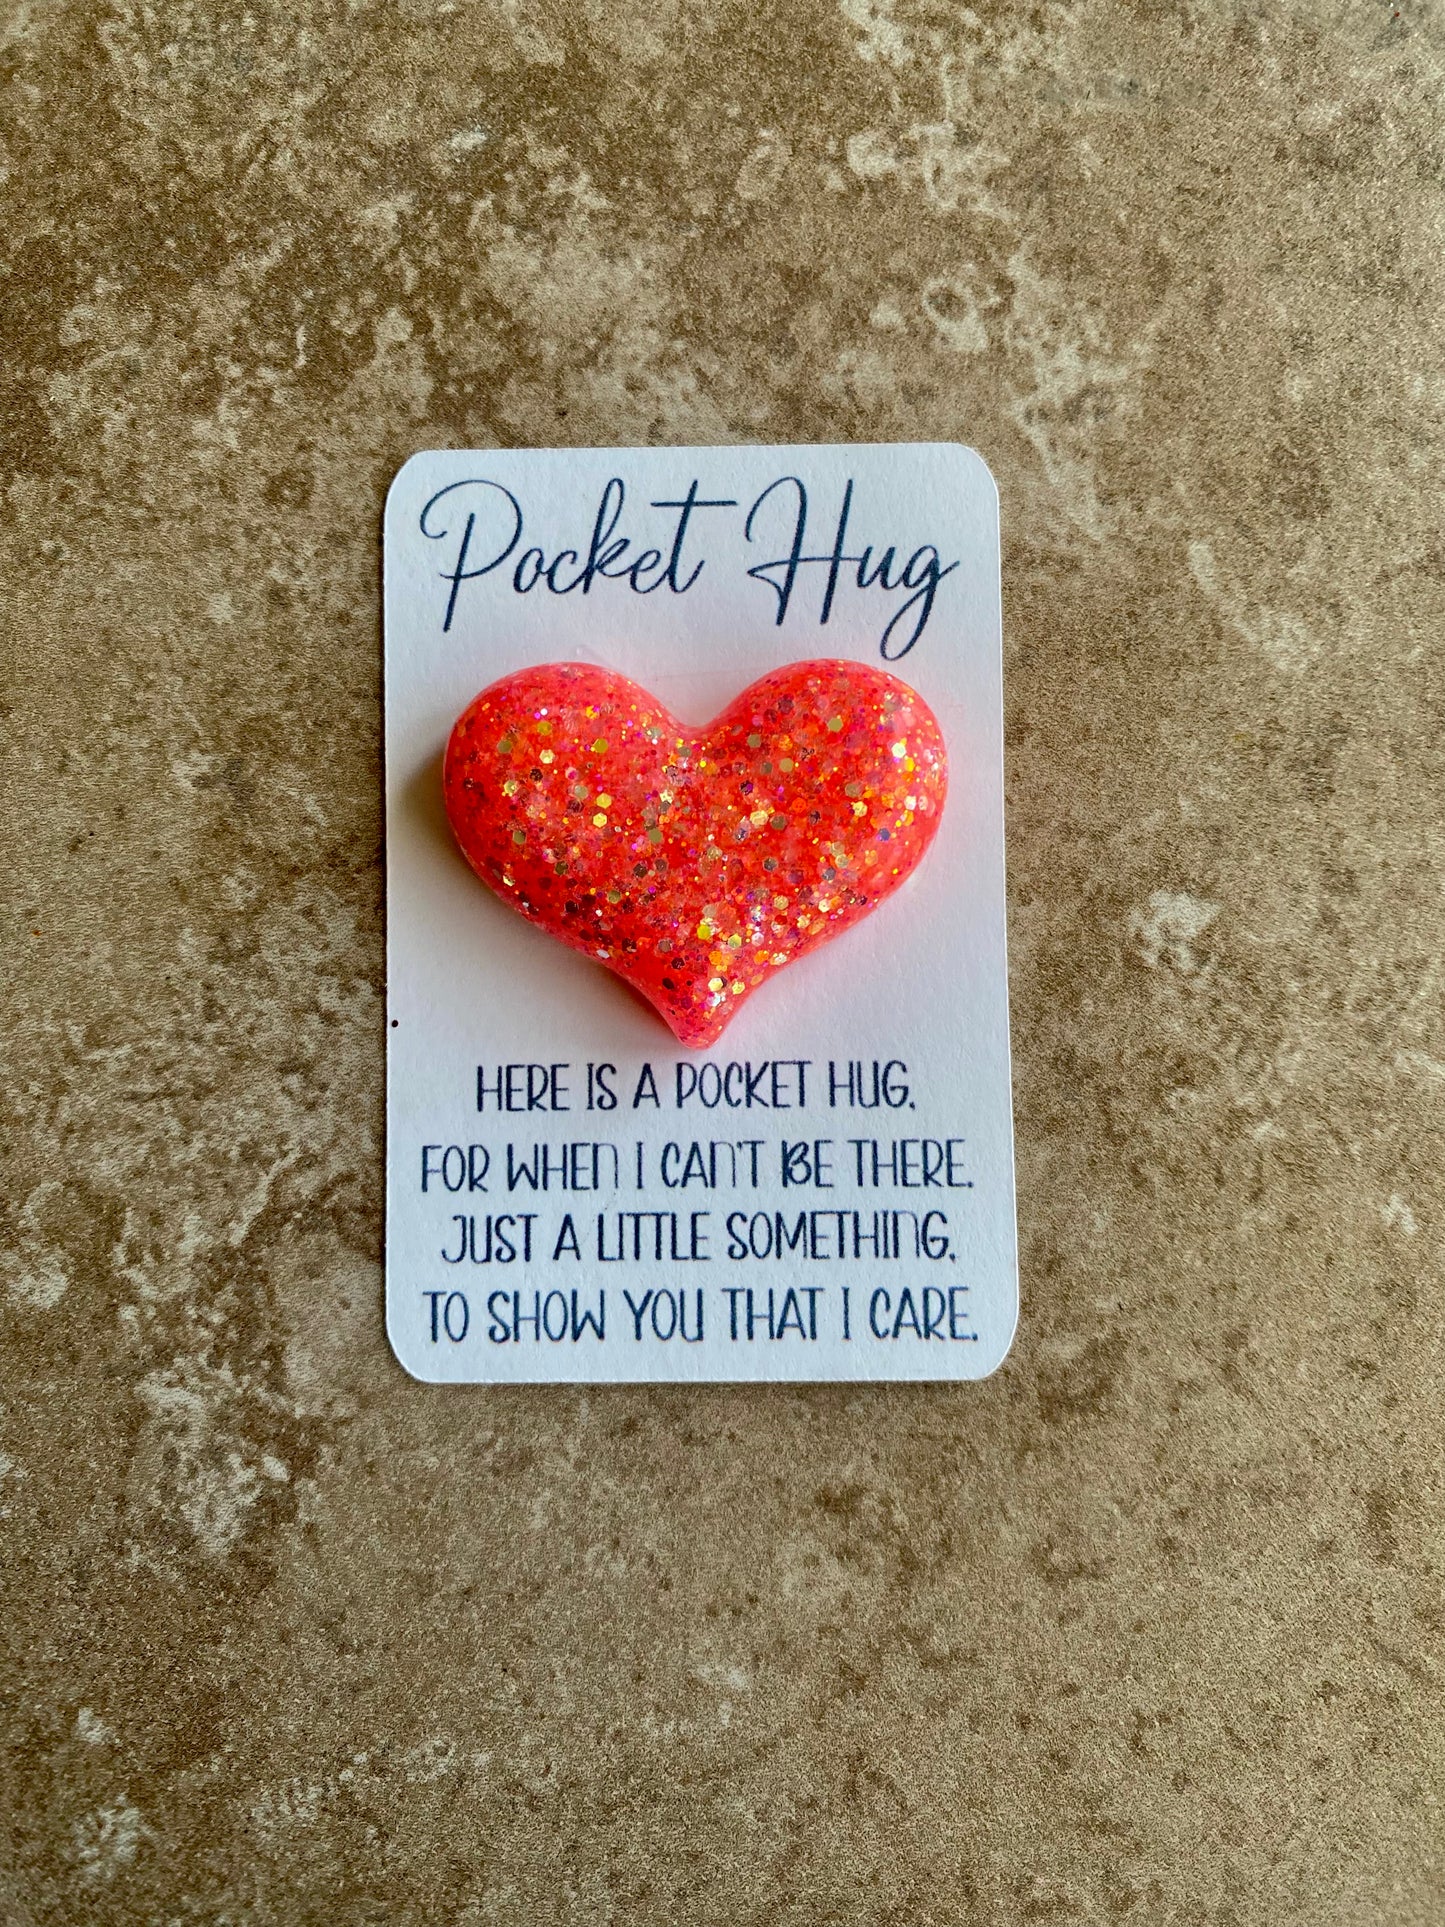 Pocket Hug
HERE IS A POCKET HUG,
FOR WHEN I CAN'T BE THERE.
JUST A LITTLE SOMETHING,
TO SHOW YOU THAT I CARE.